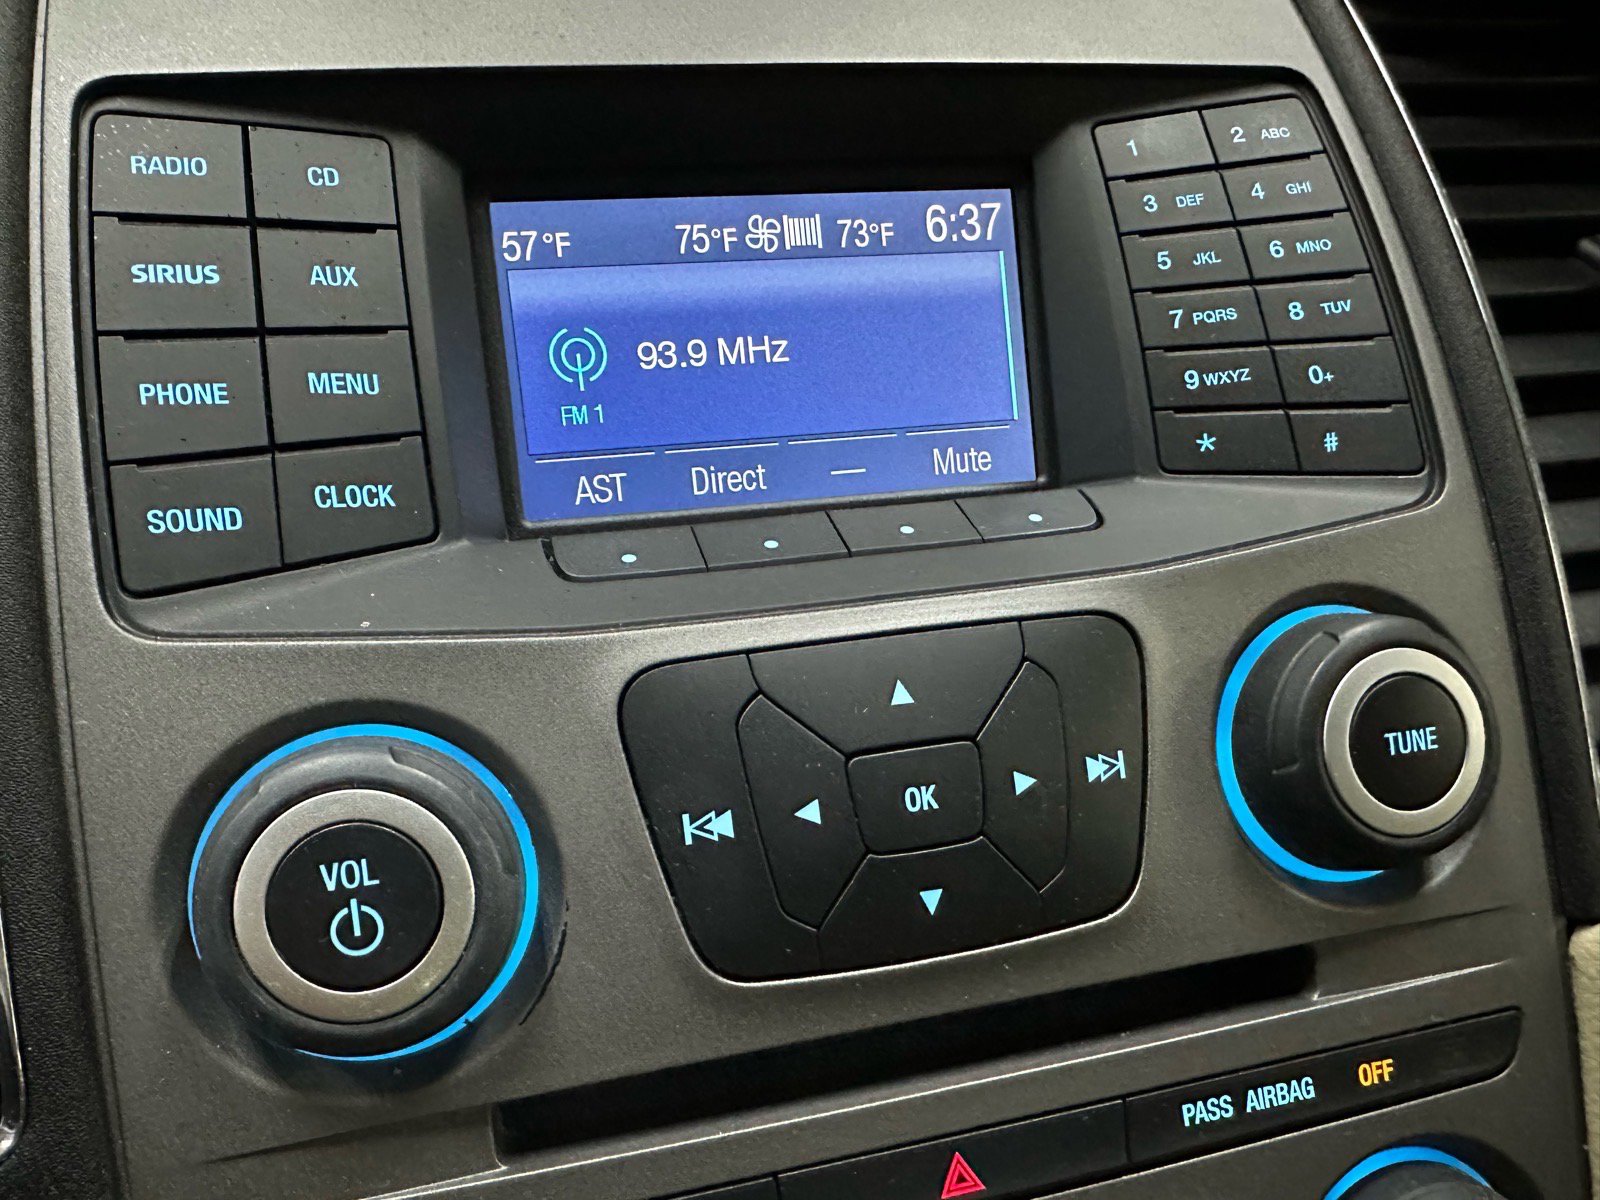 RADIO CD
SIRIUS AUX
PHONE MENU
SOUND CLOCK
57°F 75°F 73°F 6:37
93.9 MHz
FM 1
AST Direct — Mute
1 2 ABC
3 DEF 4 GHI
5 JKL 6 MNO
7 PQRS 8 TUV
9 WXYZ 0+
* #
VOL
OK
TUNE
PASS AIRBAG OFF